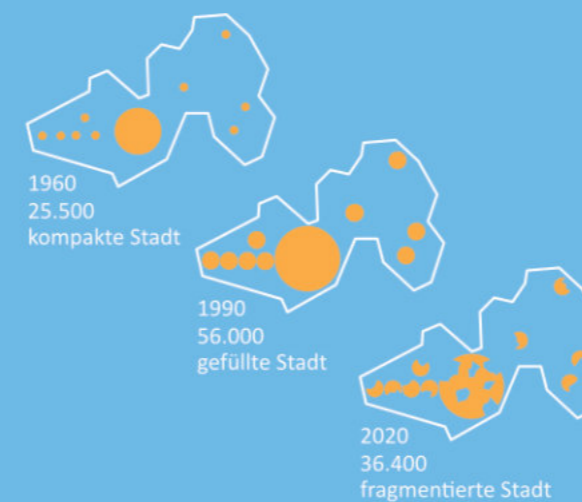 1960
25.500
kompakte Stadt
1990
56.000
gefüllte Stadt
2020
36.400
fragmentierte Stadt